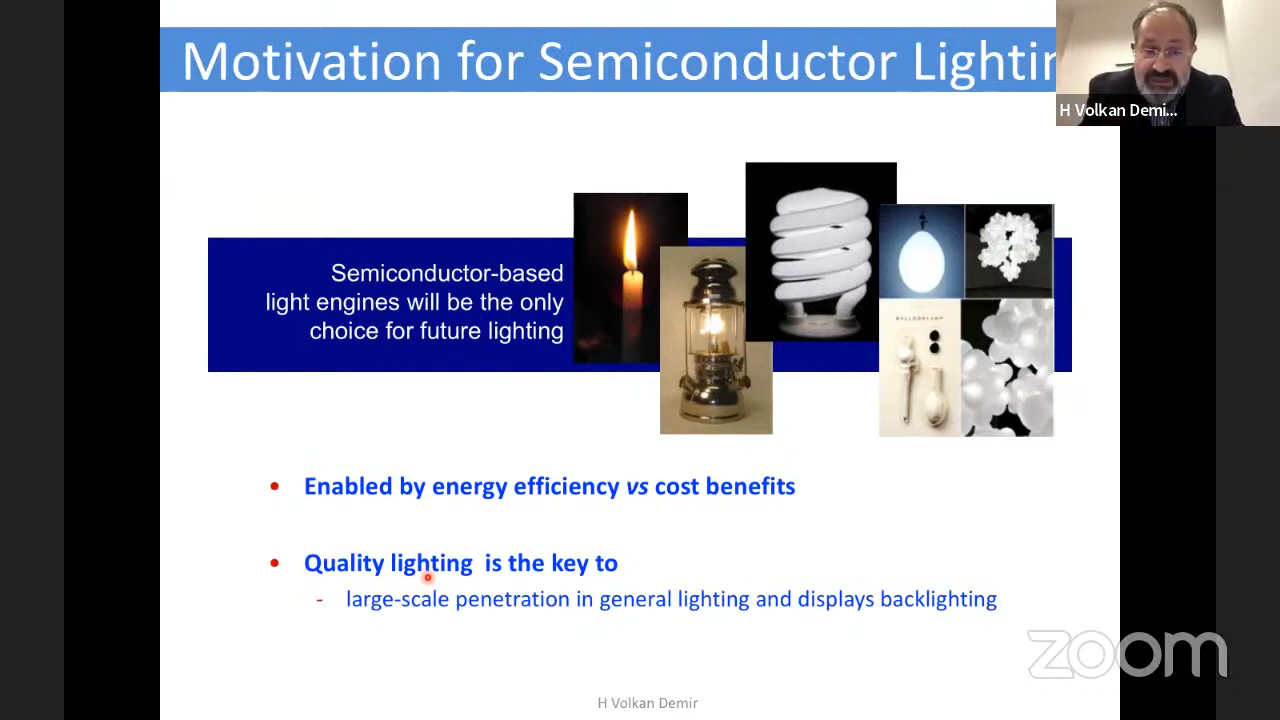 Motivation for Semiconductor Lightin
H Volkan Demi...
Semiconductor-based
light engines will be the only
choice for future lighting
BALLOONLAMP
• Enabled by energy efficiency vs cost benefits
• Quality lighting is the key to
- large-scale penetration in general lighting and displays backlighting
zoom
H Volkan Demir